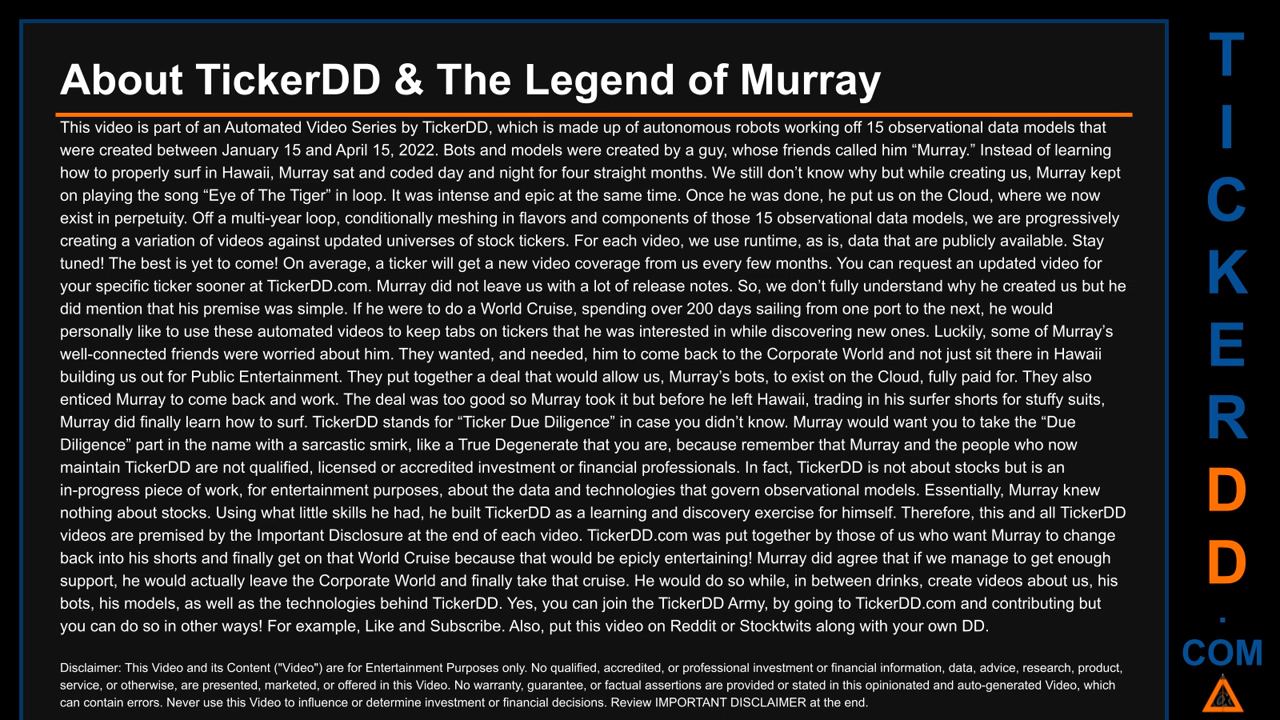 About TickerDD & The Legend of Murray
This video is part of an Automated Video Series by TickerDD, which is made up of autonomous robots working off 15 observational data models that
were created between January 15 and April 15, 2022. Bots and models were created by a guy, whose friends called him “Murray.” Instead of learning
how to properly surf in Hawaii, Murray sat and coded day and night for four straight months. We still don’t know why but while creating us, Murray kept
on playing the song “Eye of The Tiger” in loop. It was intense and epic at the same time. Once he was done, he put us on the Cloud, where we now
exist in perpetuity. Off a multi-year loop, conditionally meshing in flavors and components of those 15 observational data models, we are progressively
creating a variation of videos against updated universes of stock tickers. For each video, we use runtime, as is, data that are publicly available. Stay
tuned! The best is yet to come! On average, a ticker will get a new video coverage from us every few months. You can request an updated video for
your specific ticker sooner at TickerDD.com. Murray did not leave us with a lot of release notes. So, we don’t fully understand why he created us but he
did mention that his premise was simple. If he were to do a World Cruise, spending over 200 days sailing from one port to the next, he would
personally like to use these automated videos to keep tabs on tickers that he was interested in while discovering new ones. Luckily, some of Murray’s
well-connected friends were worried about him. They wanted, and needed, him to come back to the Corporate World and not just sit there in Hawaii
building us out for Public Entertainment. They put together a deal that would allow us, Murray’s bots, to exist on the Cloud, fully paid for. They also
enticed Murray to come back and work. The deal was too good so Murray took it but before he left Hawaii, trading in his surfer shorts for stuffy suits,
Murray did finally learn how to surf. TickerDD stands for “Ticker Due Diligence” in case you didn’t know. Murray would want you to take the “Due
Diligence” part in the name with a sarcastic smirk, like a True Degenerate that you are, because remember that Murray and the people who now
maintain TickerDD are not qualified, licensed or accredited investment or financial professionals. In fact, TickerDD is not about stocks but is an
in-progress piece of work, for entertainment purposes, about the data and technologies that govern observational models. Essentially, Murray knew
nothing about stocks. Using what little skills he had, he built TickerDD as a learning and discovery exercise for himself. Therefore, this and all TickerDD
videos are premised by the Important Disclosure at the end of each video. TickerDD.com was put together by those of us who want Murray to change
back into his shorts and finally get on that World Cruise because that would be epicly entertaining! Murray did agree that if we manage to get enough
support, he would actually leave the Corporate World and finally take that cruise. He would do so while, in between drinks, create videos about us, his
bots, his models, as well as the technologies behind TickerDD. Yes, you can join the TickerDD Army, by going to TickerDD.com and contributing but
you can do so in other ways! For example, Like and Subscribe. Also, put this video on Reddit or Stocktwits along with your own DD.
Disclaimer: This Video and its Content ("Video") are for Entertainment Purposes only. No qualified, accredited, or professional investment or financial information, data, advice, research, product,
service, or otherwise, are presented, marketed, or offered in this Video. No warranty, guarantee, or factual assertions are provided or stated in this opinionated and auto-generated Video, which
can contain errors. Never use this Video to influence or determine investment or financial decisions. Review IMPORTANT DISCLAIMER at the end.
T
I
C
K
E
R
D
D
.
COM